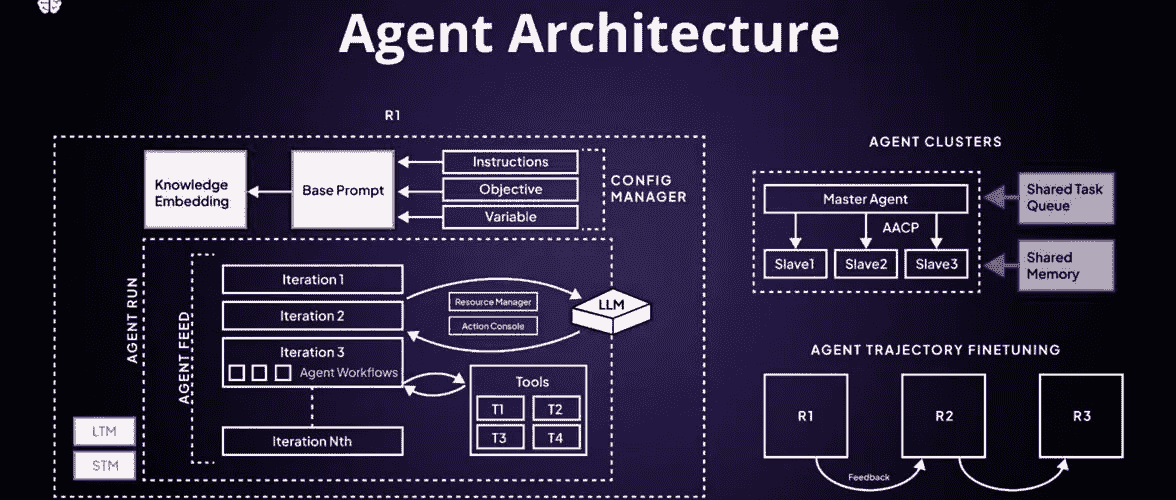 Agent Architecture
R1
Knowledge
Embedding
Base Prompt
Instructions
Objective
Variable
CONFIG
MANAGER
AGENT RUN
AGENT FEED
Iteration 1
Iteration 2
Iteration 3
Agent Workflows
Iteration Nth
Resource Manager
Action Console
LLM
Tools
T1
T2
T3
T4
LTM
STM
AGENT CLUSTERS
Master Agent
AACP
Slave1
Slave2
Slave3
Shared Task
Queue
Shared
Memory
AGENT TRAJECTORY FINETUNING
R1
R2
R3
Feedback